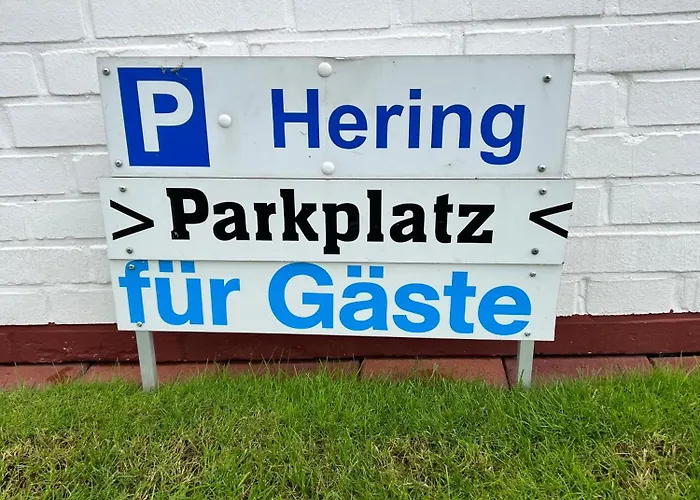 P Hering
> Parkplatz <
für Gäste